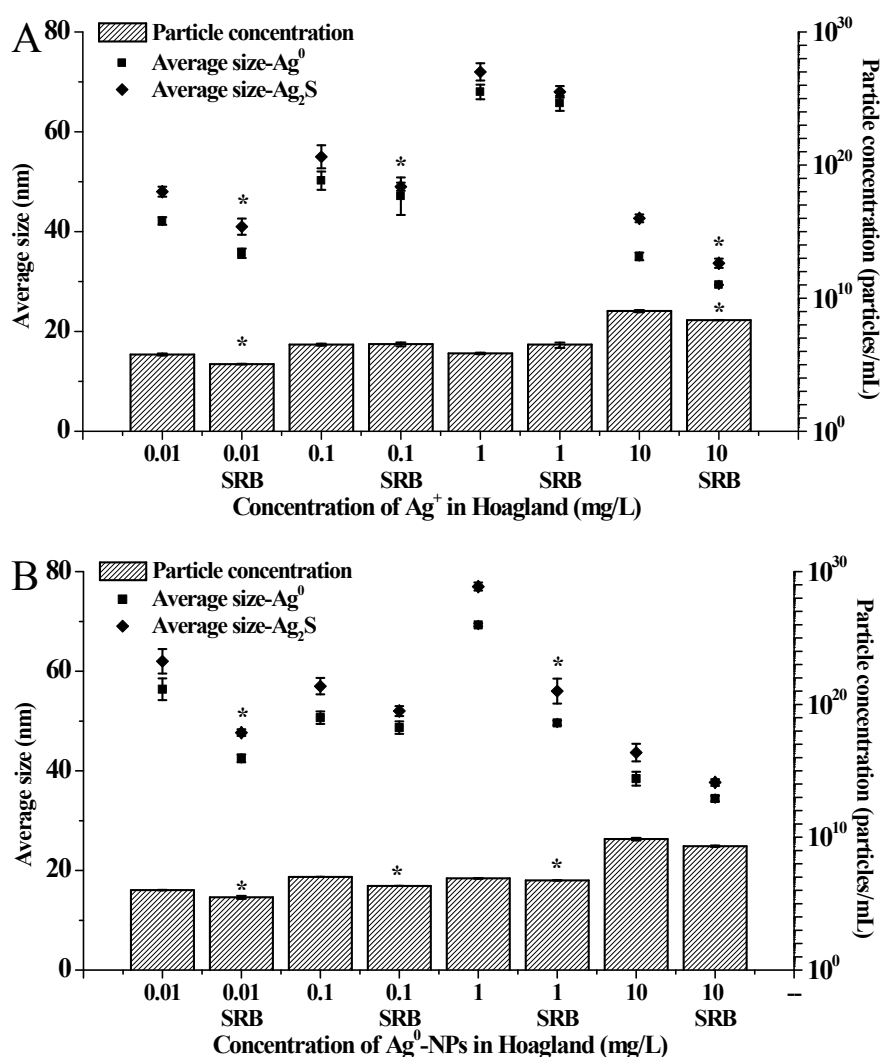 A
Particle concentration
Average size-Ag⁰
Average size-Ag₂S
80
60
40
20
0
Average size (nm)
10³⁰
10²⁰
10¹⁰
10⁰
Particle concentration (particles/mL)
* * * * * *
0.01 0.01 0.1 0.1 1 1 10 10
SRB SRB SRB SRB
Concentration of Ag⁺ in Hoagland (mg/L)
B
Particle concentration
Average size-Ag⁰
Average size-Ag₂S
80
60
40
20
0
Average size (nm)
10³⁰
10²⁰
10¹⁰
10⁰
Particle concentration (particles/mL)
* * * * *
0.01 0.01 0.1 0.1 1 1 10 10 --
SRB SRB SRB SRB
Concentration of Ag⁰-NPs in Hoagland (mg/L)